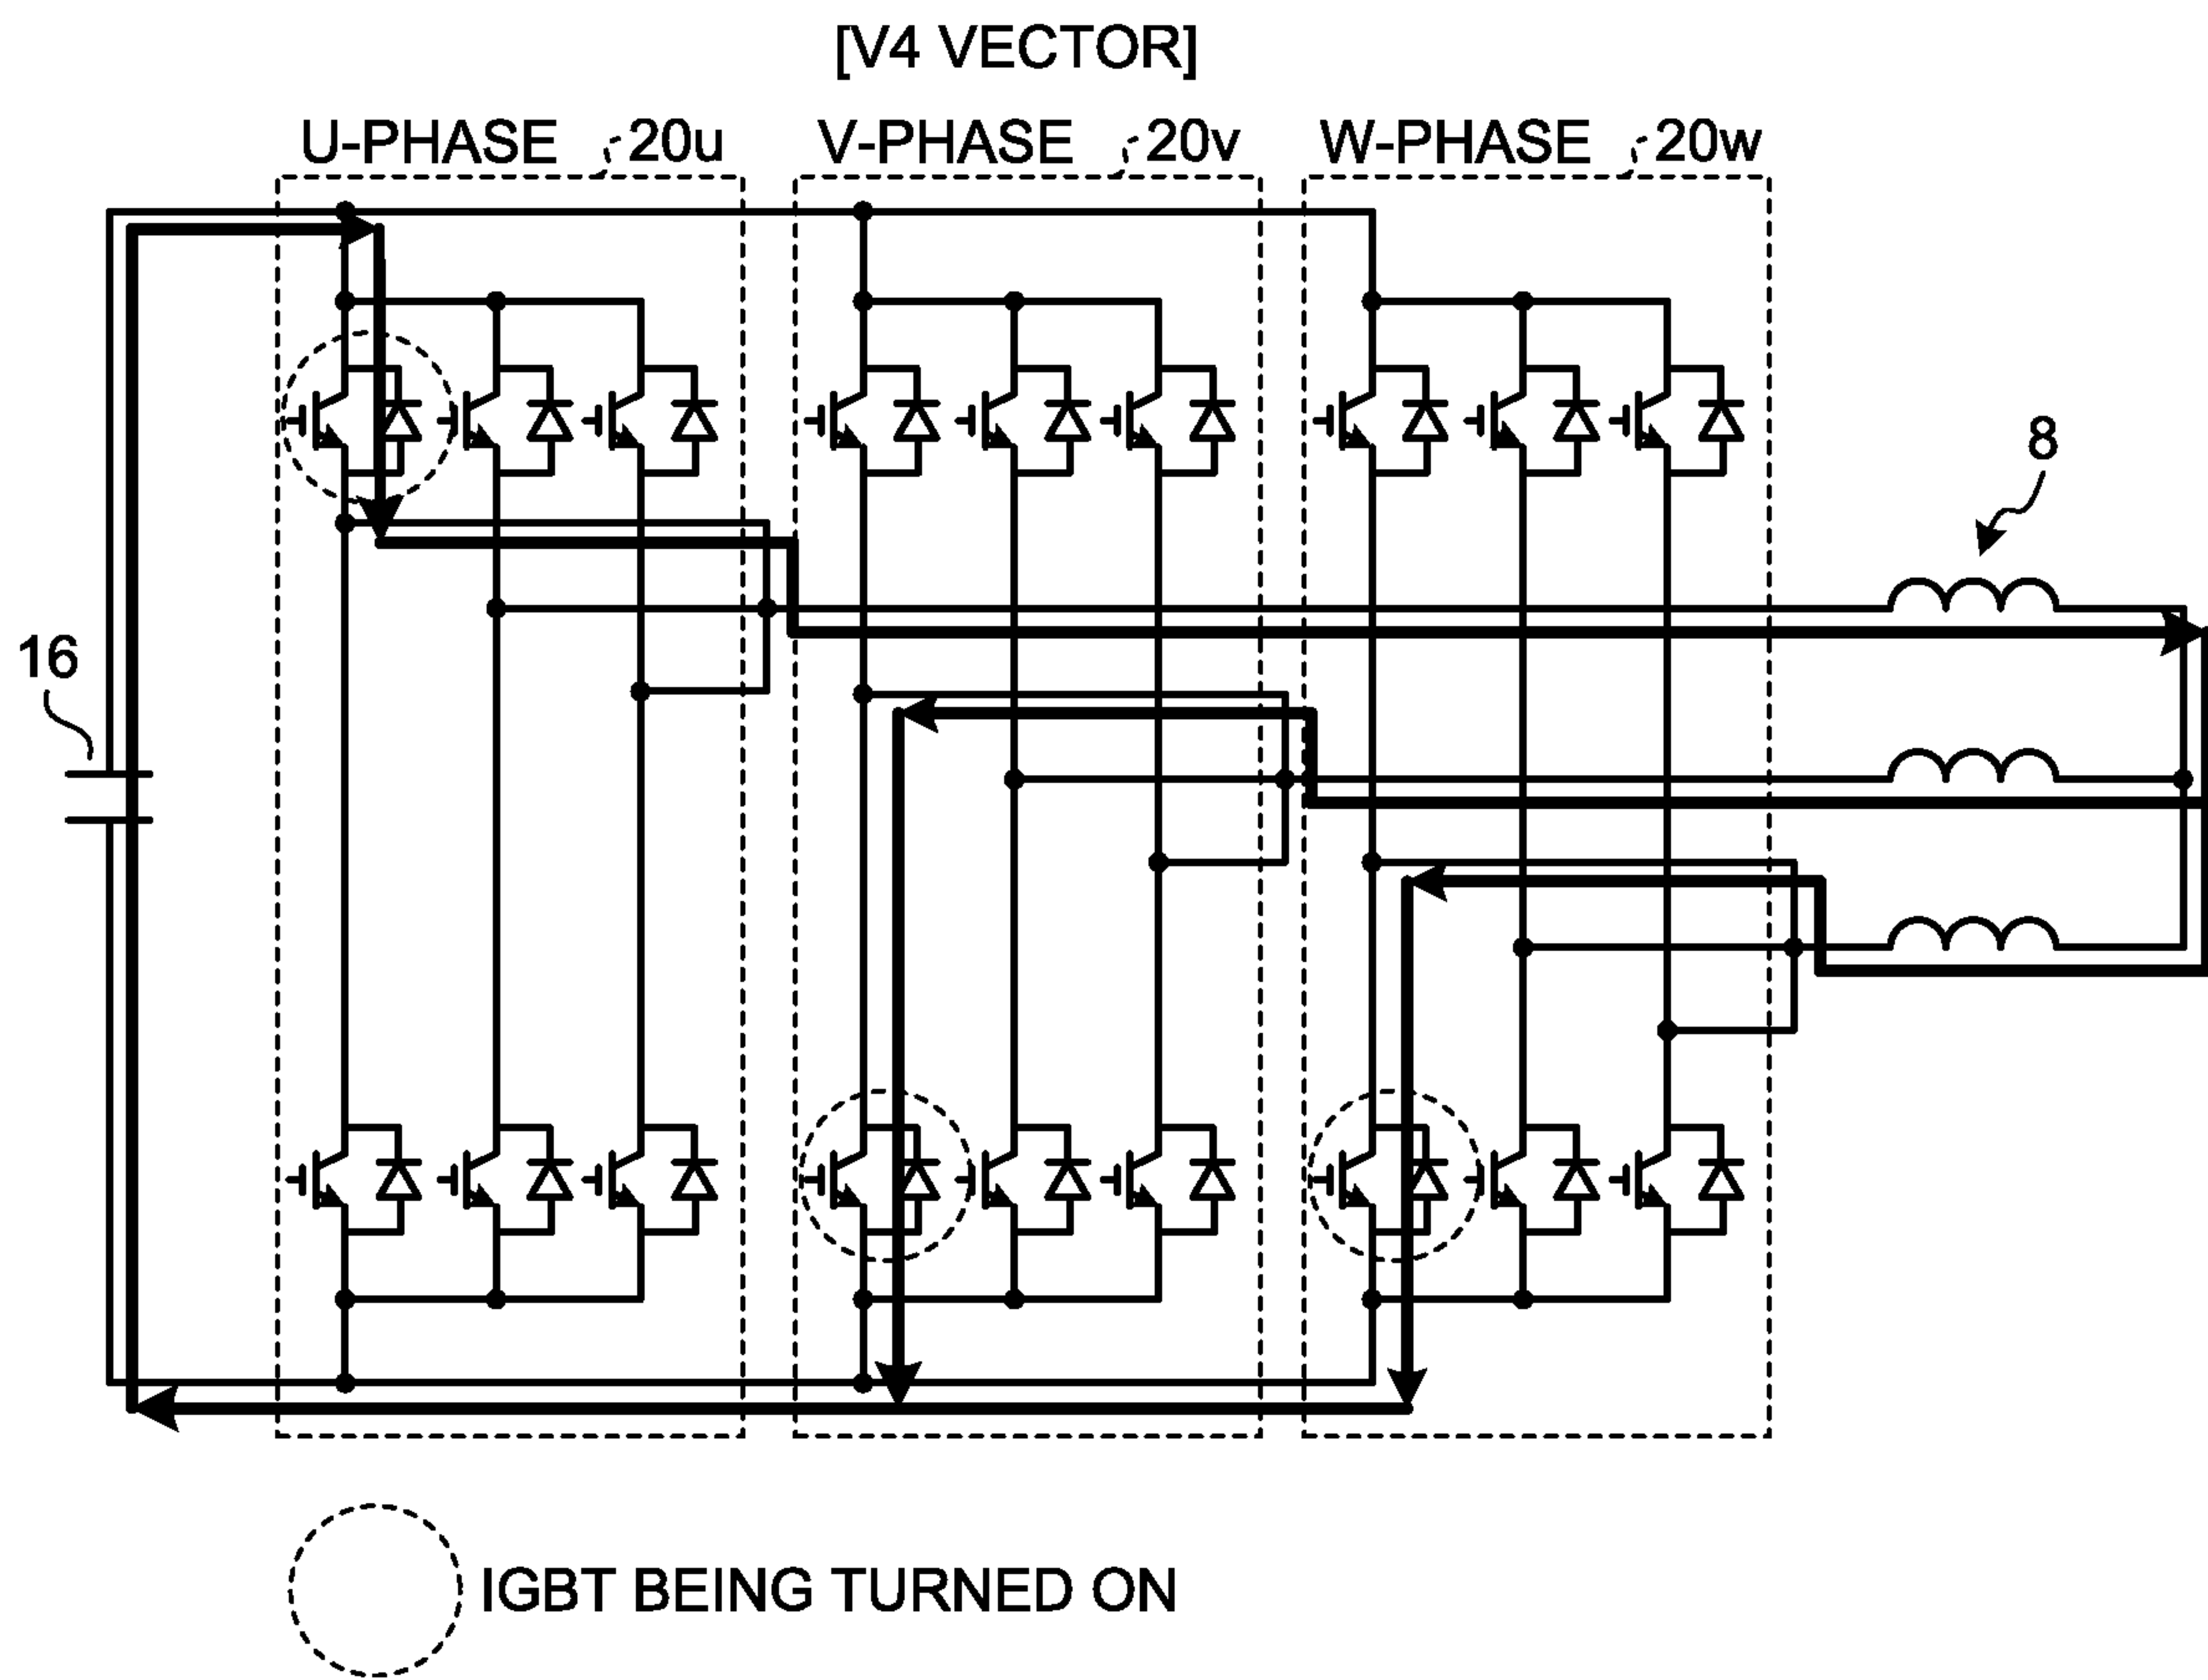 [V4 VECTOR]
U-PHASE 20u V-PHASE 20v W-PHASE 20w
8
16
IGBT BEING TURNED ON